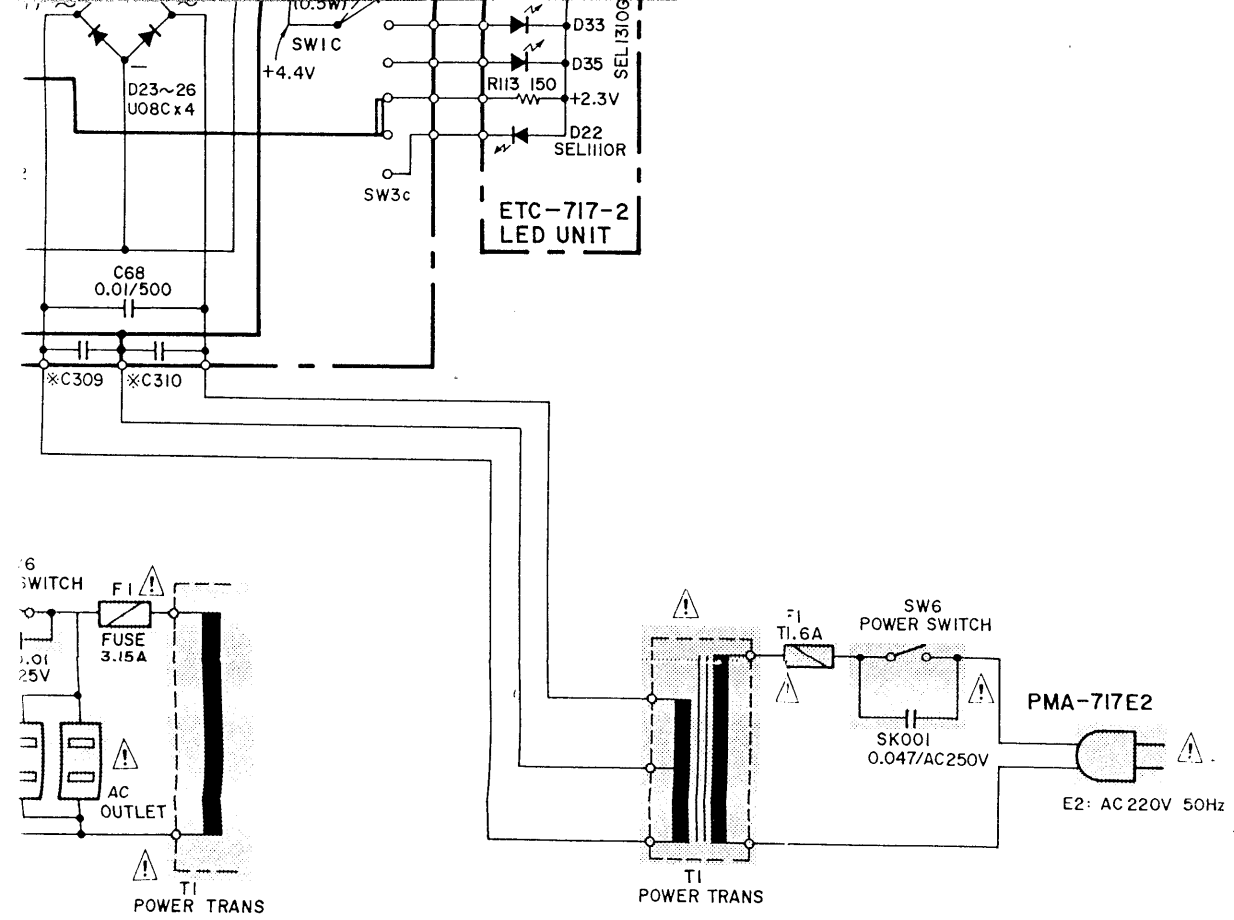 (0.5W)
SW1C
+4.4V
D33
D35
SEL1310G
R113 150
+2.3V
D22
SEL1110R
D23~26
U08C×4
SW3c
ETC-717-2
LED UNIT
C68
0.01/500
※C309
※C310
SWITCH
F1
FUSE
3.15A
AC
OUTLET
T1
POWER TRANS
T1.6A
SW6
POWER SWITCH
SK001
0.047/AC250V
PMA-717E2
E2: AC 220V 50Hz
T1
POWER TRANS